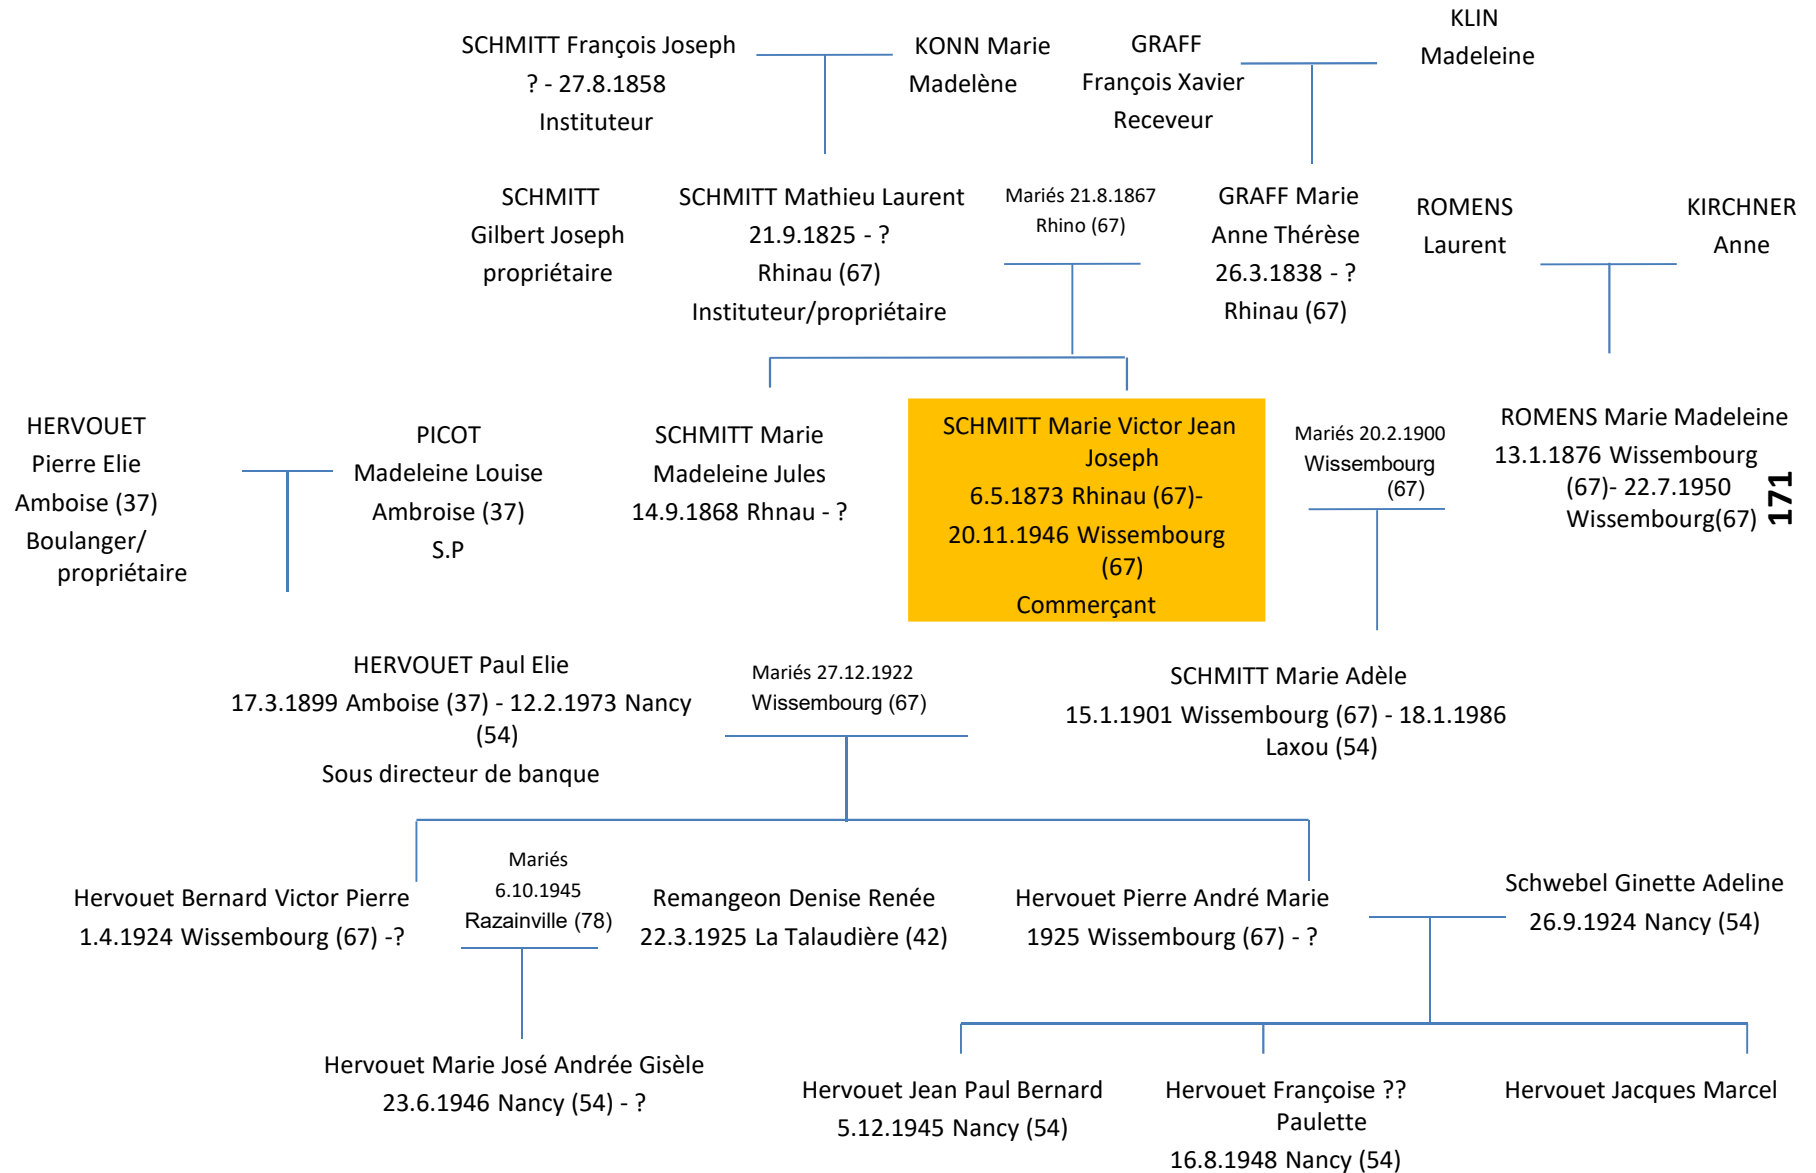 SCHMITT François Joseph
? - 27.8.1858
Instituteur
KONN Marie
Madelène
GRAFF
François Xavier
Receveur
KLIN
Madeleine
SCHMITT
Gilbert Joseph
propriétaire
SCHMITT Mathieu Laurent
21.9.1825 - ?
Rhinau (67)
Instituteur/propriétaire
Mariés 21.8.1867
Rhino (67)
GRAFF Marie
Anne Thérèse
26.3.1838 - ?
Rhinau (67)
ROMENS
Laurent
KIRCHNER
Anne
HERVOUET
Pierre Elie
Amboise (37)
Boulanger/
propriétaire
PICOT
Madeleine Louise
Ambroise (37)
S.P
SCHMITT Marie
Madeleine Jules
14.9.1868 Rhnau - ?
SCHMITT Marie Victor Jean
Joseph
6.5.1873 Rhinau (67)-
20.11.1946 Wissembourg
(67)
Commerçant
Mariés 20.2.1900
Wissembourg
(67)
ROMENS Marie Madeleine
13.1.1876 Wissembourg
(67)- 22.7.1950
Wissembourg(67)
171
HERVOUET Paul Elie
17.3.1899 Amboise (37) - 12.2.1973 Nancy
(54)
Sous directeur de banque
Mariés 27.12.1922
Wissembourg (67)
SCHMITT Marie Adèle
15.1.1901 Wissembourg (67) - 18.1.1986
Laxou (54)
Hervouet Bernard Victor Pierre
1.4.1924 Wissembourg (67) -?
Mariés
6.10.1945
Razainville (78)
Remangeon Denise Renée
22.3.1925 La Talaudière (42)
Hervouet Pierre André Marie
1925 Wissembourg (67) - ?
Schwebel Ginette Adeline
26.9.1924 Nancy (54)
Hervouet Marie José Andrée Gisèle
23.6.1946 Nancy (54) - ?
Hervouet Jean Paul Bernard
5.12.1945 Nancy (54)
Hervouet Françoise ??
Paulette
16.8.1948 Nancy (54)
Hervouet Jacques Marcel